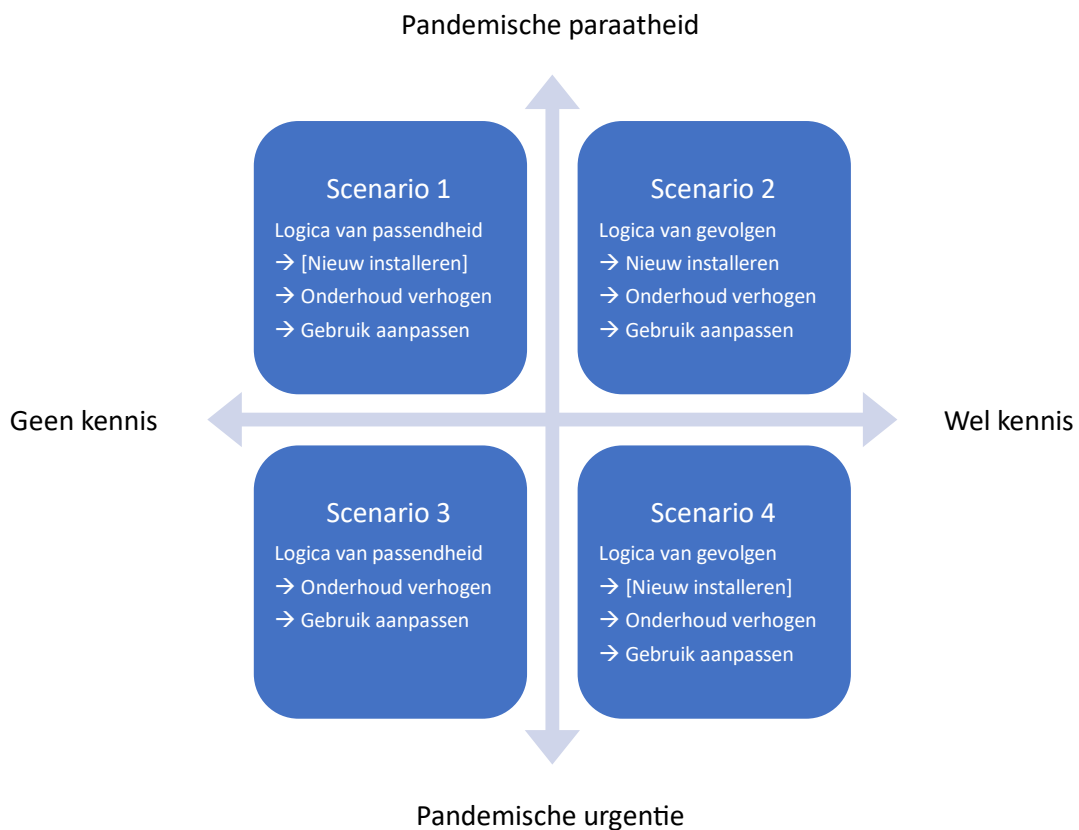 Pandemische paraatheid
Scenario 1
Logica van passendheid
→ [Nieuw installeren]
→ Onderhoud verhogen
→ Gebruik aanpassen
Scenario 2
Logica van gevolgen
→ Nieuw installeren
→ Onderhoud verhogen
→ Gebruik aanpassen
Geen kennis
Wel kennis
Scenario 3
Logica van passendheid
→ Onderhoud verhogen
→ Gebruik aanpassen
Scenario 4
Logica van gevolgen
→ [Nieuw installeren]
→ Onderhoud verhogen
→ Gebruik aanpassen
Pandemische urgentie